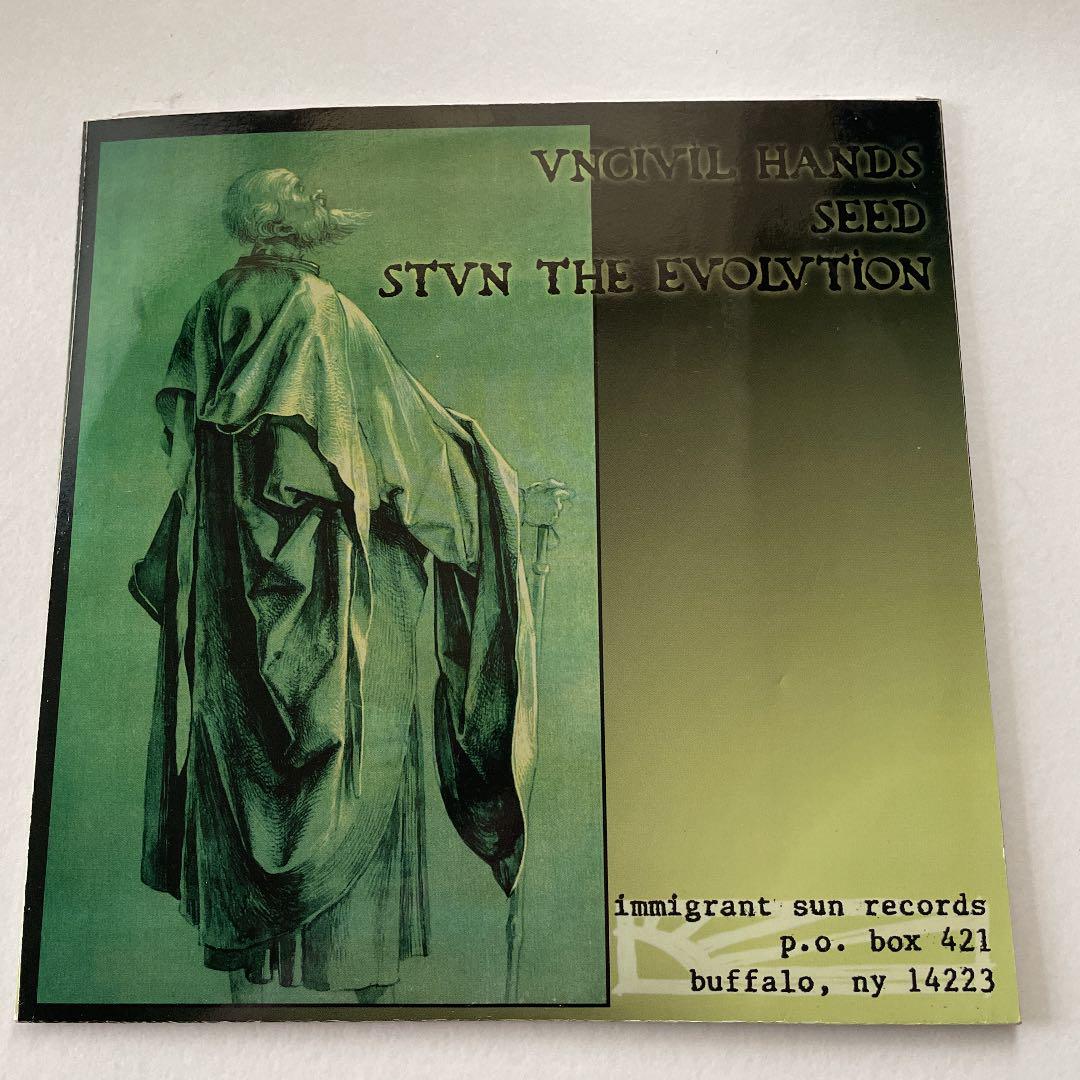 VNCIVIL HANDS
SEED
STVN THE EVOLVTION
immigrant sun records
p.o. box 421
buffalo, ny 14223